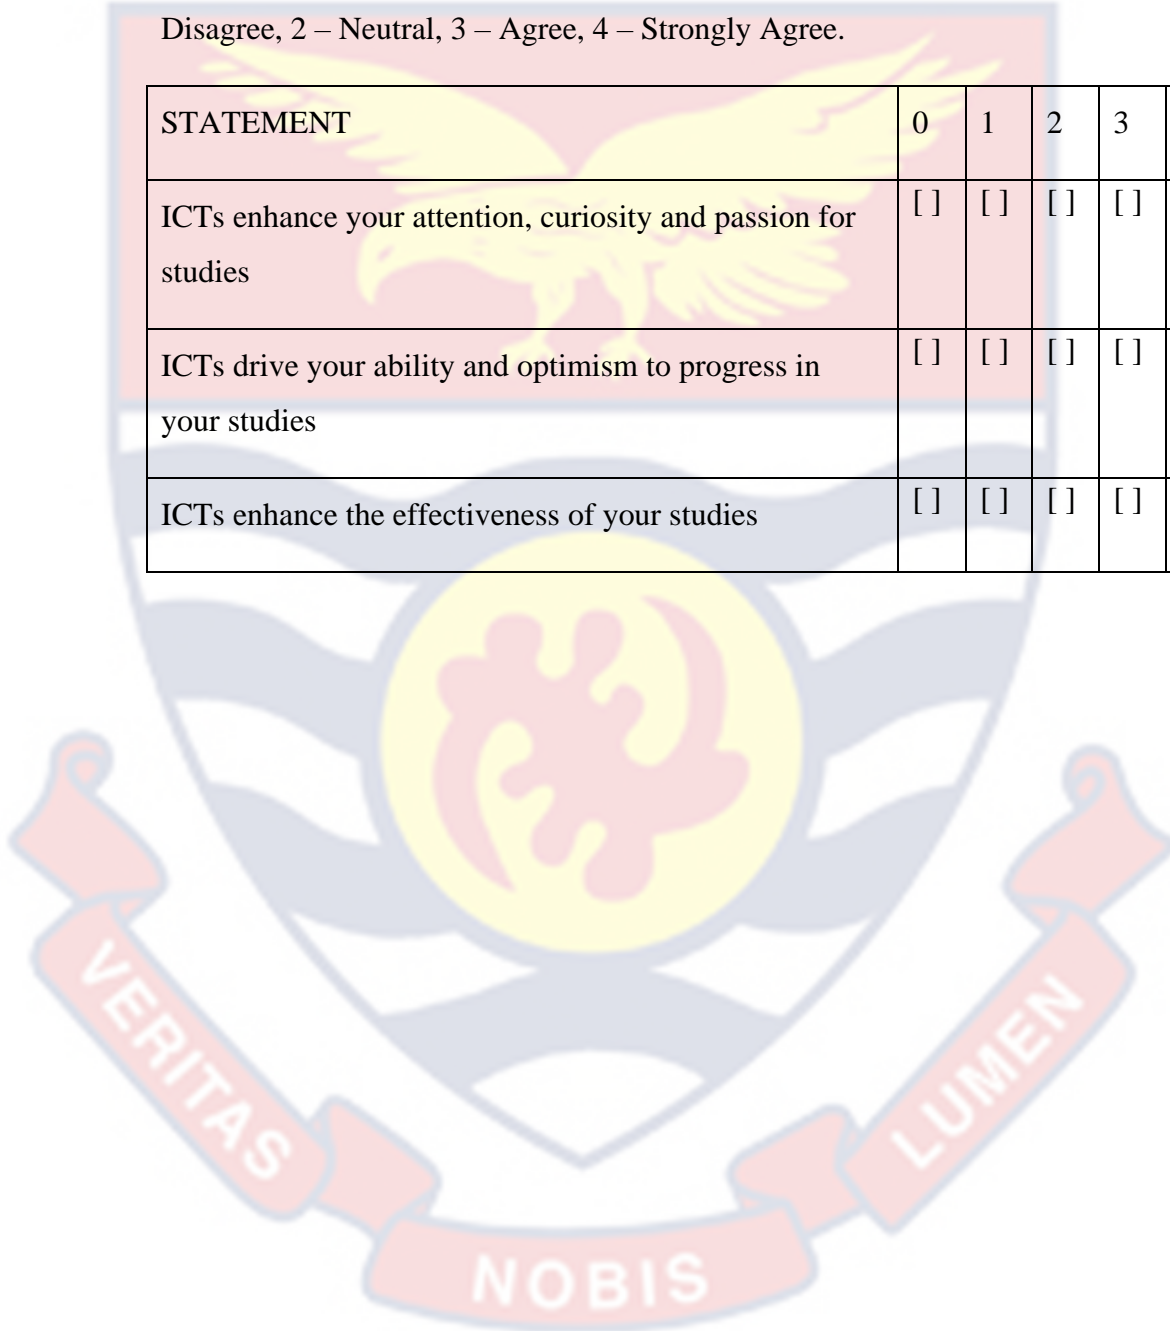 Disagree, 2 – Neutral, 3 – Agree, 4 – Strongly Agree.
STATEMENT 0 1 2 3
ICTs enhance your attention, curiosity and passion for [ ] [ ] [ ] [ ]
studies
ICTs drive your ability and optimism to progress in [ ] [ ] [ ] [ ]
your studies
ICTs enhance the effectiveness of your studies [ ] [ ] [ ] [ ]
VERITAS
NOBIS
LUMEN